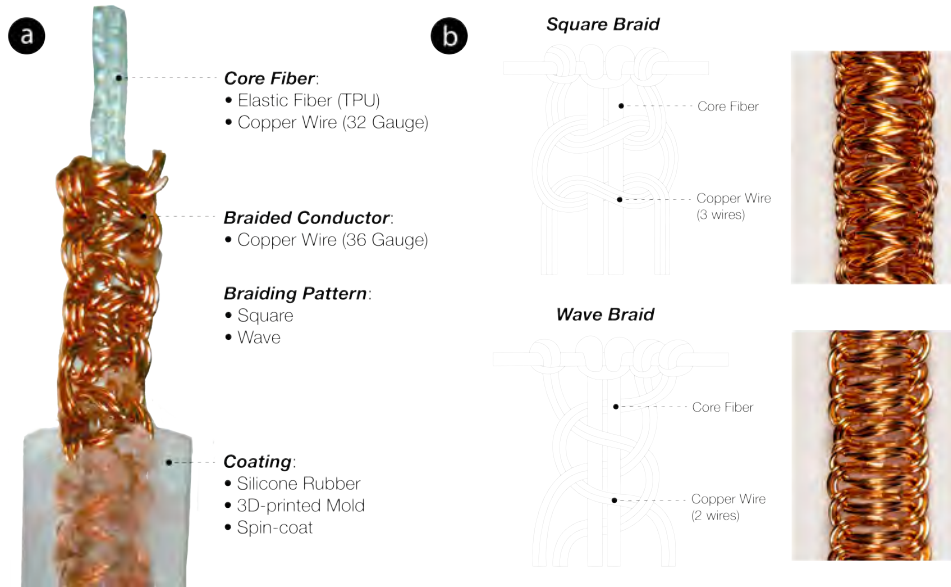 a
Core Fiber:
• Elastic Fiber (TPU)
• Copper Wire (32 Gauge)
Braided Conductor:
• Copper Wire (36 Gauge)
Braiding Pattern:
• Square
• Wave
Coating:
• Silicone Rubber
• 3D-printed Mold
• Spin-coat
b
Square Braid
Core Fiber
Copper Wire
(3 wires)
Wave Braid
Core Fiber
Copper Wire
(2 wires)